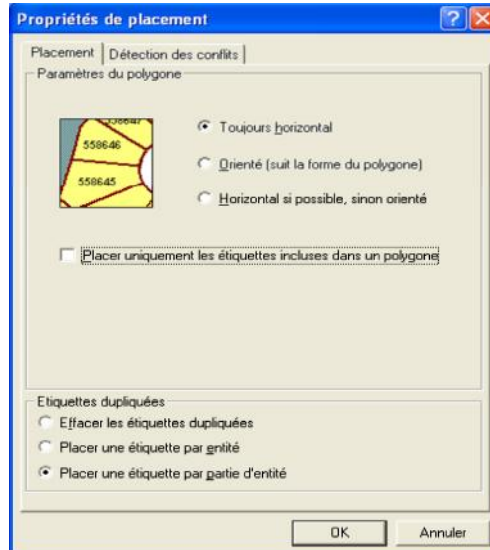 Propriétés de placement
Placement
Détection des conflits
Paramètres du polygone
558647
558646
558645
Toujours horizontal
Orienté (suit la forme du polygone)
Horizontal si possible, sinon orienté
Placer uniquement les étiquettes incluses dans un polygone
Etiquettes dupliquées
Effacer les étiquettes dupliquées
Placer une étiquette par entité
Placer une étiquette par partie d'entité
OK
Annuler